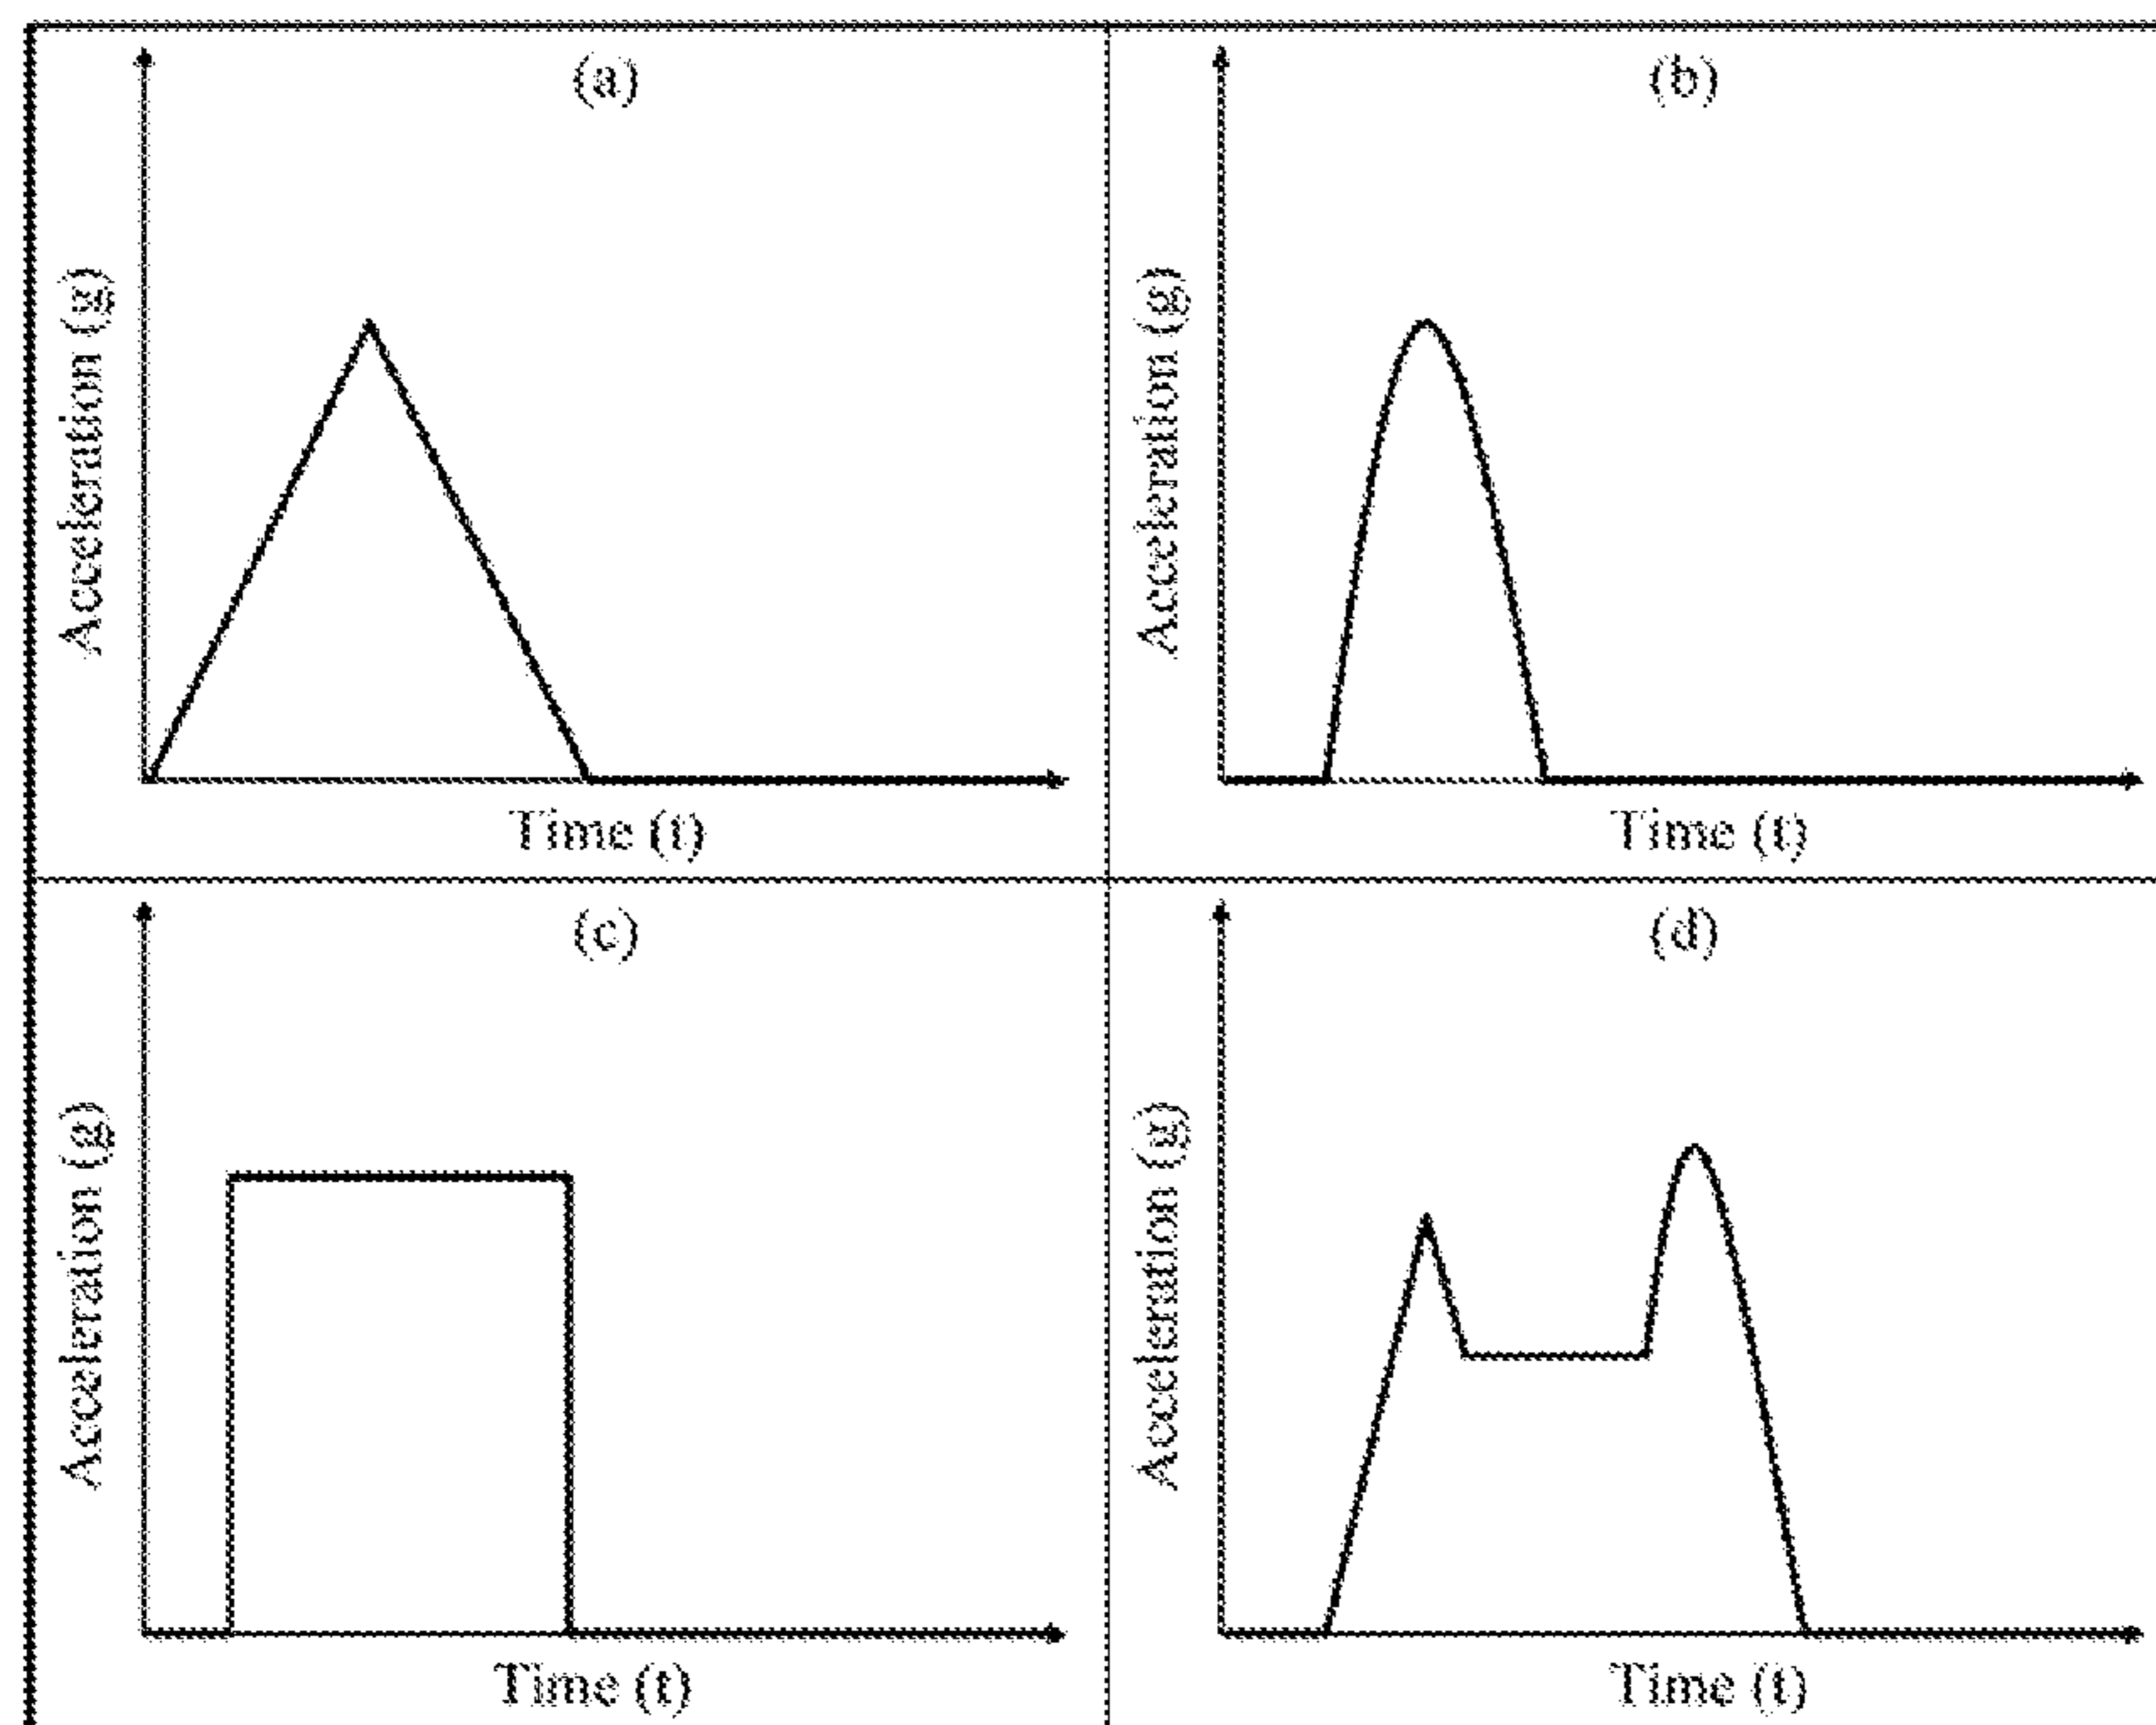 (a)
Acceleration (g)
Time (t)
(b)
Acceleration (g)
Time (t)
(c)
Acceleration (g)
Time (t)
(d)
Acceleration (g)
Time (t)